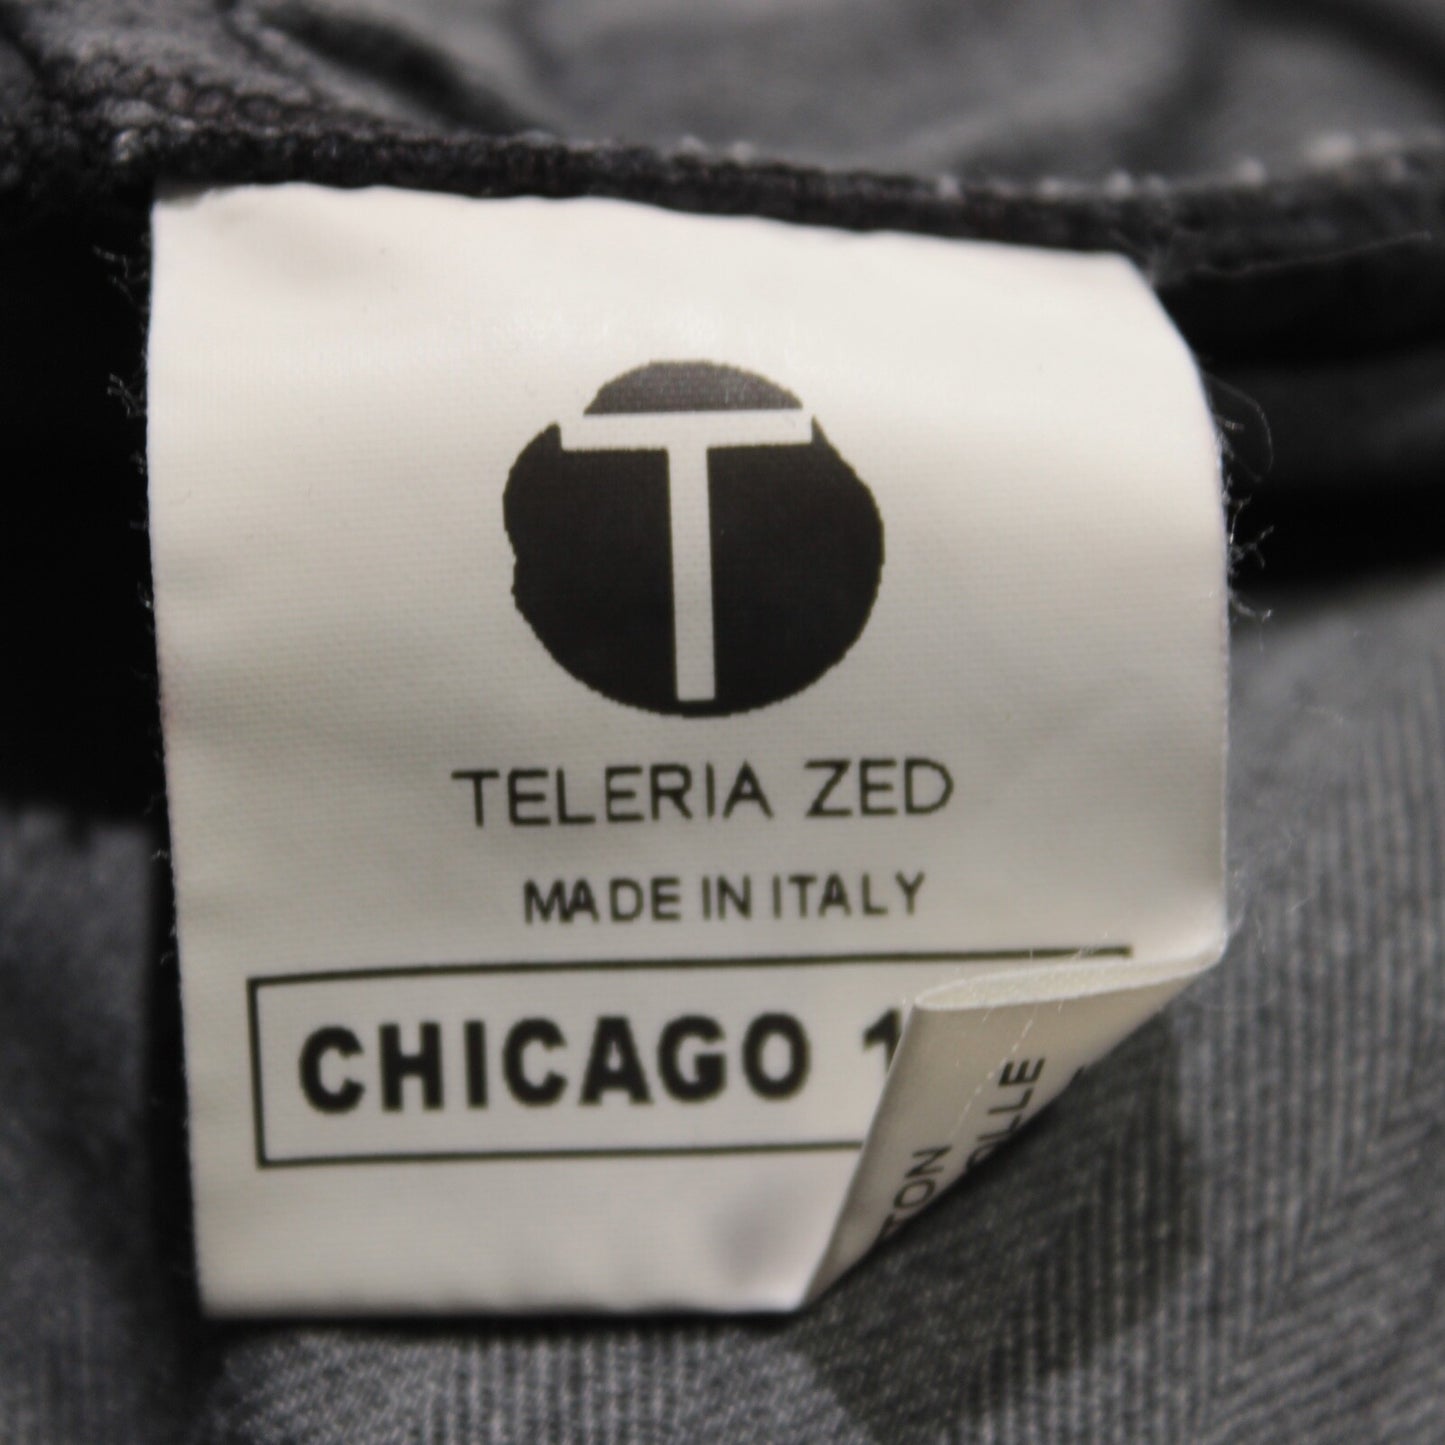 T
TELERIA ZED
MADE IN ITALY
CHICAGO 1